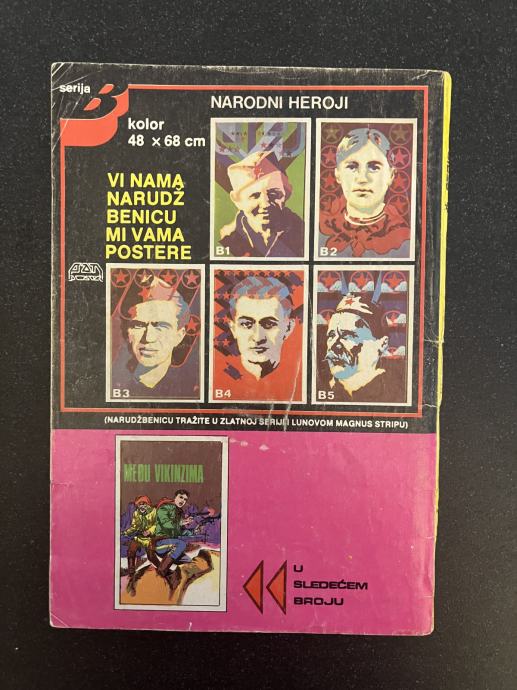 serija B
NARODNI HEROJI
kolor
48 x 68 cm
VI NAMA
NARUDŽ
BENICU
MI VAMA
POSTERE
B1
B2
B3
B4
B5
(NARUDŽBENICU TRAŽITE U ZLATNOJ SERIJI I LUNOVOM MAGNUS STRIPU)
MEĐU VIKINZIMA
U
SLEDEĆEM
BROJU